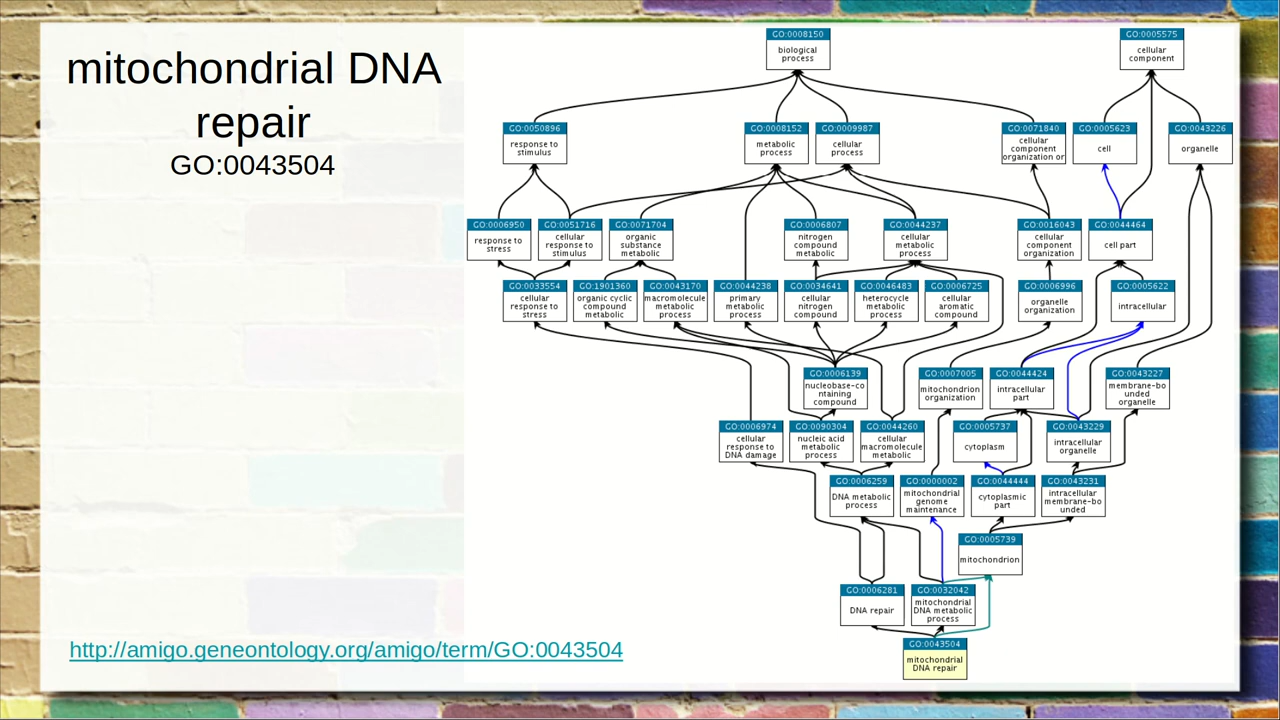 mitochondrial DNA
repair
GO:0043504
GO:0008150
biological
process
GO:0005575
cellular
component
GO:0050896
response to
stimulus
GO:0008152
metabolic
process
GO:0009987
cellular
process
GO:0071840
cellular
component
organization or
GO:0005623
cell
GO:0043226
organelle
GO:0006950
response to
stress
GO:0051716
cellular
response to
stimulus
GO:0071704
organic
substance
metabolic
GO:0006807
nitrogen
compound
metabolic
GO:0044237
cellular
metabolic
process
GO:0016043
cellular
component
organization
GO:0044464
cell part
GO:0033554
cellular
response to
stress
GO:1901360
organic cyclic
compound
metabolic
GO:0043170
macromolecule
metabolic
process
GO:0044238
primary
metabolic
process
GO:0034641
cellular
nitrogen
compound
GO:0046483
heterocycle
metabolic
process
GO:0006725
cellular
aromatic
compound
GO:0006996
organelle
organization
GO:0005622
intracellular
GO:0006139
nucleobase-co
ntaining
compound
GO:0007005
mitochondrion
organization
GO:0044424
intracellular
part
GO:0043227
membrane-bo
unded
organelle
GO:0006974
cellular
response to
DNA damage
GO:0090304
nucleic acid
metabolic
process
GO:0044260
cellular
macromolecule
metabolic
GO:0005737
cytoplasm
GO:0043229
intracellular
organelle
GO:0006259
DNA metabolic
process
GO:0000002
mitochondrial
genome
maintenance
GO:0044444
cytoplasmic
part
GO:0043231
intracellular
membrane-bo
unded
GO:0005739
mitochondrion
GO:0006281
DNA repair
GO:0032042
mitochondrial
DNA metabolic
process
GO:0043504
mitochondrial
DNA repair
http://amigo.geneontology.org/amigo/term/GO:0043504